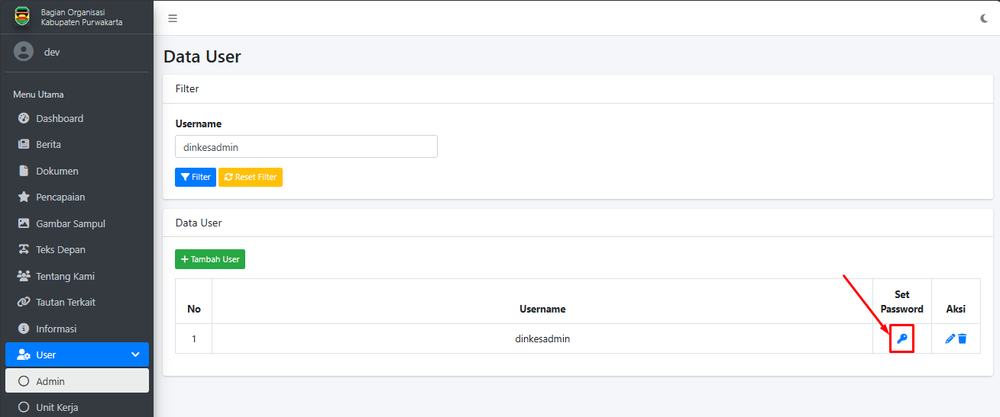 Bagian Organisasi
Kabupaten Purwakarta
dev
Menu Utama
Dashboard
Berita
Dokumen
Pencapaian
Gambar Sampul
Teks Depan
Tentang Kami
Tautan Terkait
Informasi
User
Admin
Unit Kerja
Data User
Filter
Username
dinkesadmin
Filter Reset Filter
Data User
Tambah User
No Username Set Password Aksi
1 dinkesadmin